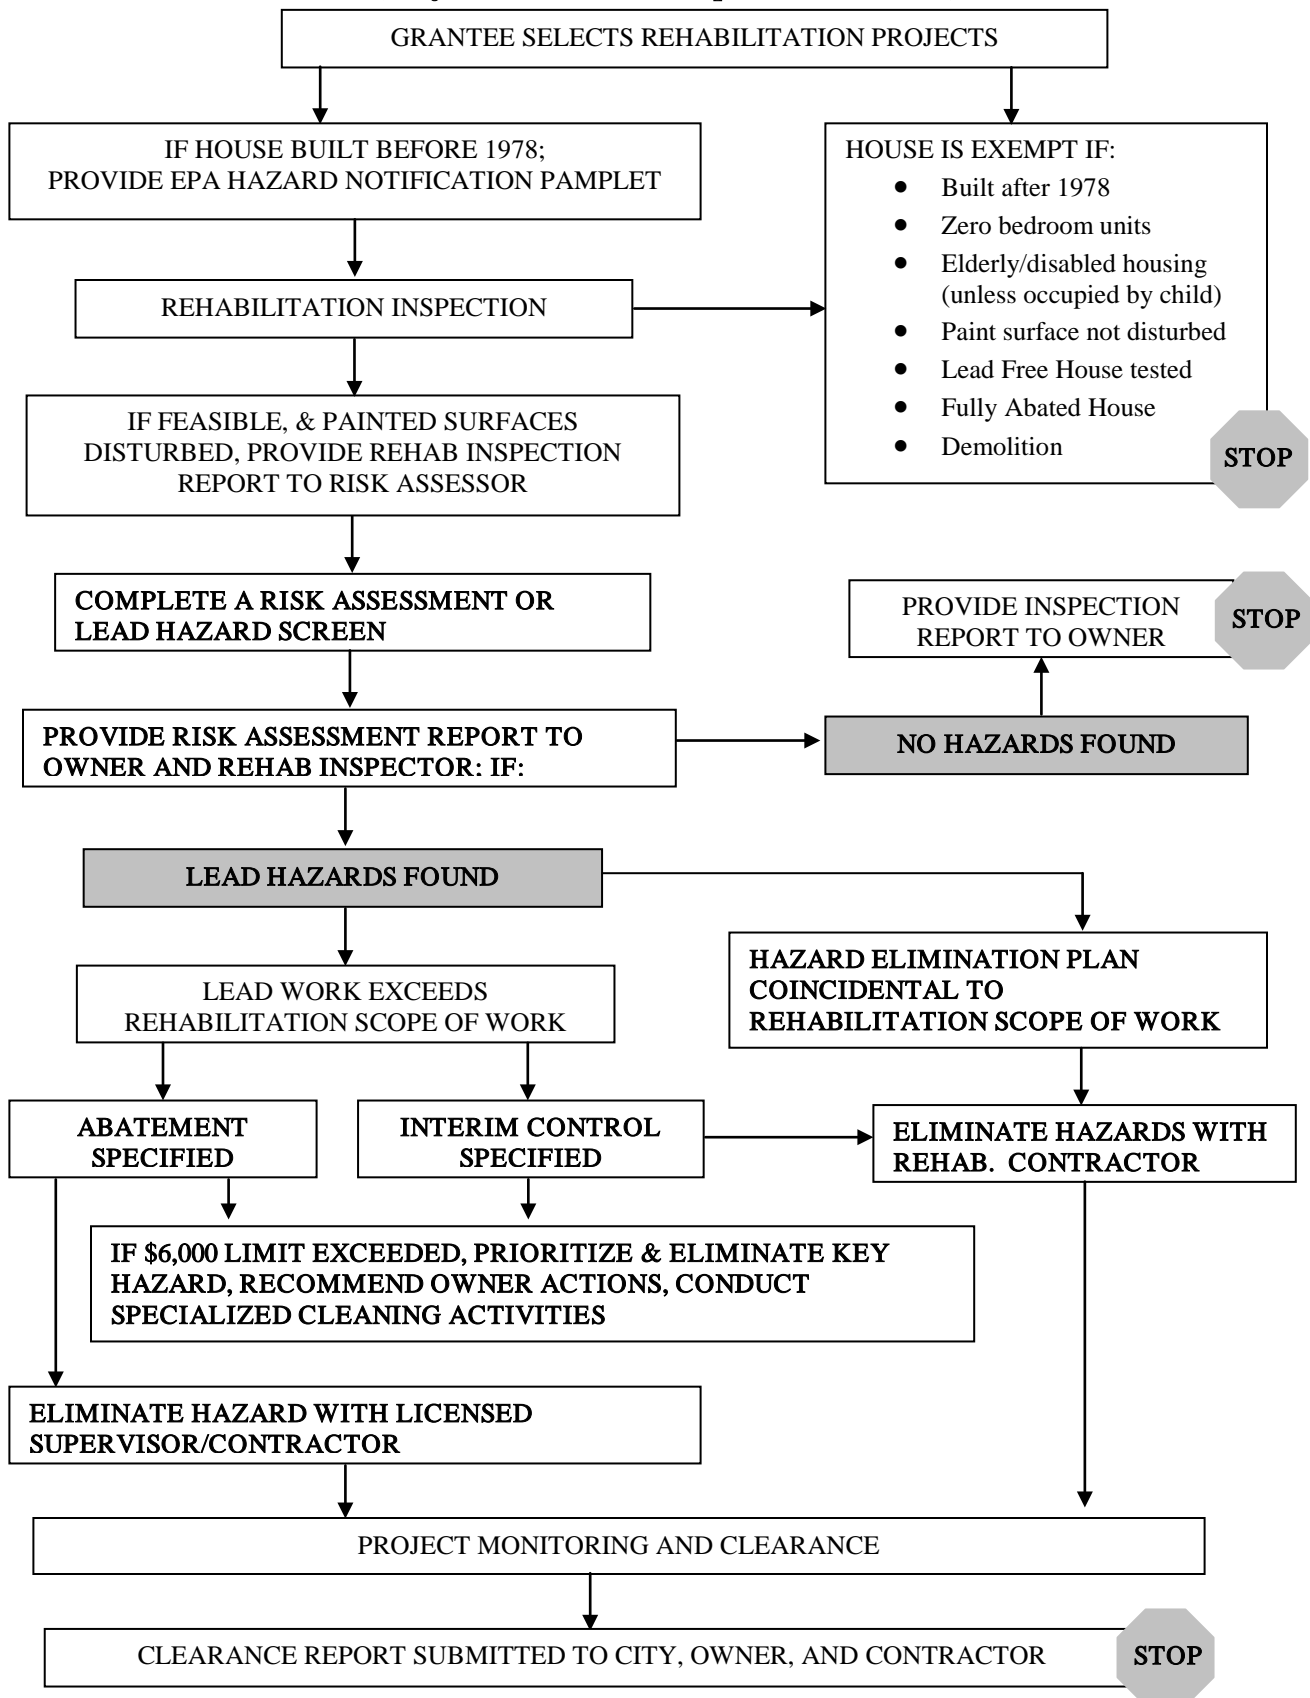 GRANTEE SELECTS REHABILITATION PROJECTS
IF HOUSE BUILT BEFORE 1978;
PROVIDE EPA HAZARD NOTIFICATION PAMPLET
HOUSE IS EXEMPT IF:
• Built after 1978
• Zero bedroom units
• Elderly/disabled housing
(unless occupied by child)
• Paint surface not disturbed
• Lead Free House tested
• Fully Abated House
• Demolition
STOP
REHABILITATION INSPECTION
IF FEASIBLE, & PAINTED SURFACES
DISTURBED, PROVIDE REHAB INSPECTION
REPORT TO RISK ASSESSOR
COMPLETE A RISK ASSESSMENT OR
LEAD HAZARD SCREEN
PROVIDE INSPECTION
REPORT TO OWNER
STOP
PROVIDE RISK ASSESSMENT REPORT TO
OWNER AND REHAB INSPECTOR: IF:
NO HAZARDS FOUND
LEAD HAZARDS FOUND
HAZARD ELIMINATION PLAN
COINCIDENTAL TO
REHABILITATION SCOPE OF WORK
LEAD WORK EXCEEDS
REHABILITATION SCOPE OF WORK
ABATEMENT
SPECIFIED
INTERIM CONTROL
SPECIFIED
ELIMINATE HAZARDS WITH
REHAB. CONTRACTOR
IF $6,000 LIMIT EXCEEDED, PRIORITIZE & ELIMINATE KEY
HAZARD, RECOMMEND OWNER ACTIONS, CONDUCT
SPECIALIZED CLEANING ACTIVITIES
ELIMINATE HAZARD WITH LICENSED
SUPERVISOR/CONTRACTOR
PROJECT MONITORING AND CLEARANCE
CLEARANCE REPORT SUBMITTED TO CITY, OWNER, AND CONTRACTOR
STOP